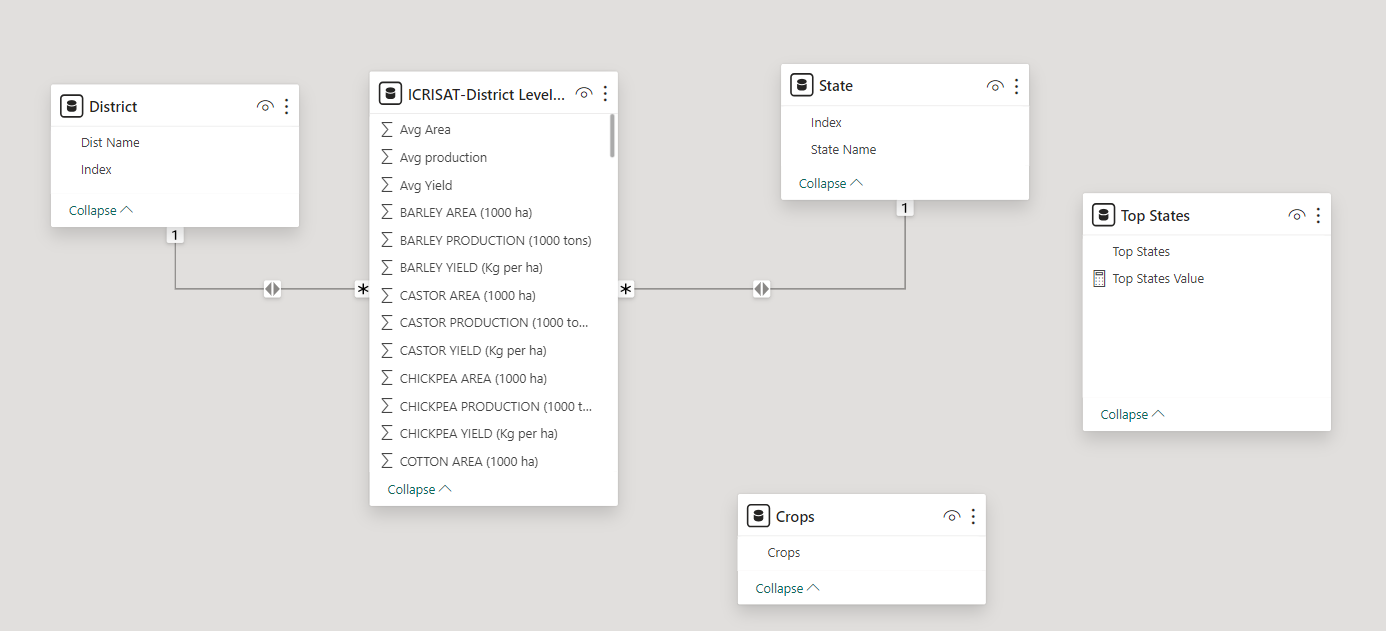 District
Dist Name
Index
Collapse
1
*
ICRISAT-District Level...
Avg Area
Avg production
Avg Yield
BARLEY AREA (1000 ha)
BARLEY PRODUCTION (1000 tons)
BARLEY YIELD (Kg per ha)
CASTOR AREA (1000 ha)
CASTOR PRODUCTION (1000 to...
CASTOR YIELD (Kg per ha)
CHICKPEA AREA (1000 ha)
CHICKPEA PRODUCTION (1000 t...
CHICKPEA YIELD (Kg per ha)
COTTON AREA (1000 ha)
Collapse
*
State
Index
State Name
Collapse
1
Top States
Top States
Top States Value
Collapse
Crops
Crops
Collapse